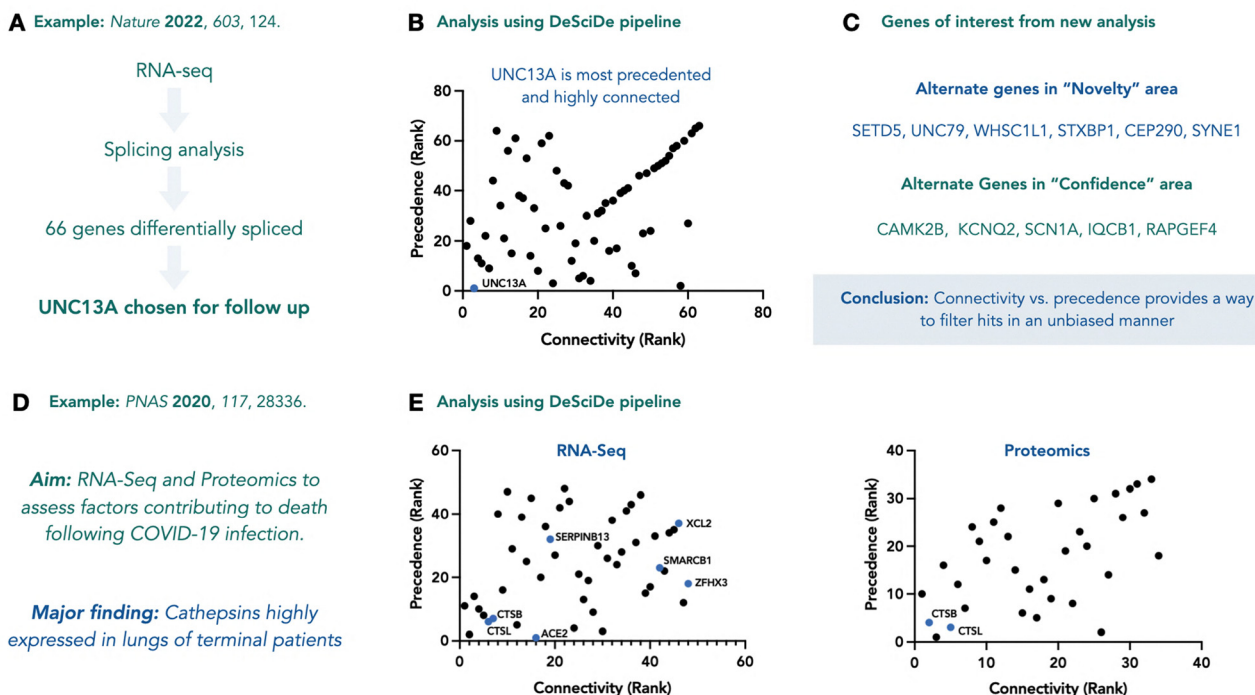 A Example: Nature 2022, 603, 124.
RNA-seq
Splicing analysis
66 genes differentially spliced
UNC13A chosen for follow up
B Analysis using DeSciDe pipeline
UNC13A is most precedented
and highly connected
Precedence (Rank)
80
60
40
20
0
UNC13A
0 20 40 60 80
Connectivity (Rank)
C Genes of interest from new analysis
Alternate genes in “Novelty” area
SETD5, UNC79, WHSC1L1, STXBP1, CEP290, SYNE1
Alternate Genes in “Confidence” area
CAMK2B, KCNQ2, SCN1A, IQCB1, RAPGEF4
Conclusion: Connectivity vs. precedence provides a way
to filter hits in an unbiased manner
D Example: PNAS 2020, 117, 28336.
Aim: RNA-Seq and Proteomics to
assess factors contributing to death
following COVID-19 infection.
Major finding: Cathepsins highly
expressed in lungs of terminal patients
E Analysis using DeSciDe pipeline
RNA-Seq
Precedence (Rank)
60
40
20
0
XCL2
SERPINB13
SMARCB1
ZFHX3
CTSB
CTSL
ACE2
0 20 40 60
Connectivity (Rank)
Proteomics
Precedence (Rank)
40
30
20
10
0
CTSB
CTSL
0 10 20 30 40
Connectivity (Rank)